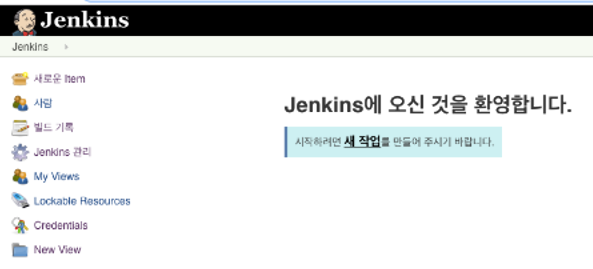 Jenkins
Jenkins
새로운 Item
사람
빌드 기록
Jenkins 관리
My Views
Lockable Resources
Credentials
New View
Jenkins에 오신 것을 환영합니다.
시작하려면 새 작업를 만들어 주시기 바랍니다.